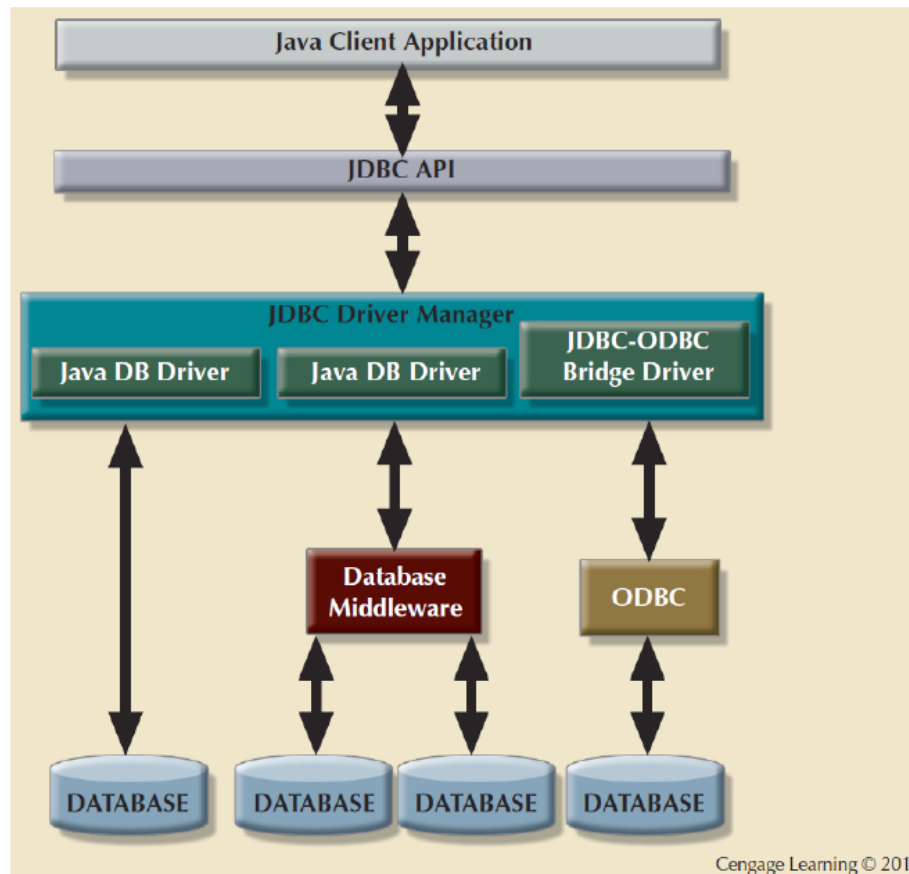 Java Client Application
JDBC API
JDBC Driver Manager
Java DB Driver
Java DB Driver
JDBC-ODBC
Bridge Driver
Database
Middleware
ODBC
DATABASE
DATABASE
DATABASE
DATABASE
Cengage Learning © 201